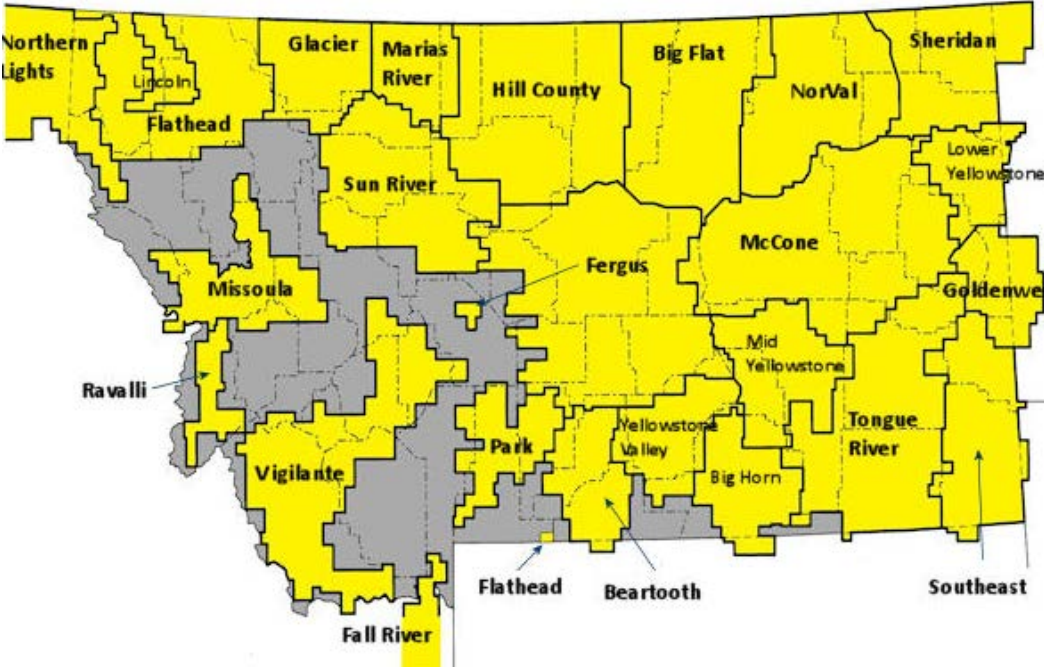 Northern
Lights
Lincoln
Flathead
Glacier
Marias
River
Hill County
Big Flat
NorVal
Sheridan
Lower
Yellowstone
Sun River
McCone
Fergus
Missoula
Goldenwe
Ravalli
Mid
Yellowstone
Vigilante
Park
Yellowstone
Valley
Big Horn
Tongue
River
Flathead
Beartooth
Southeast
Fall River